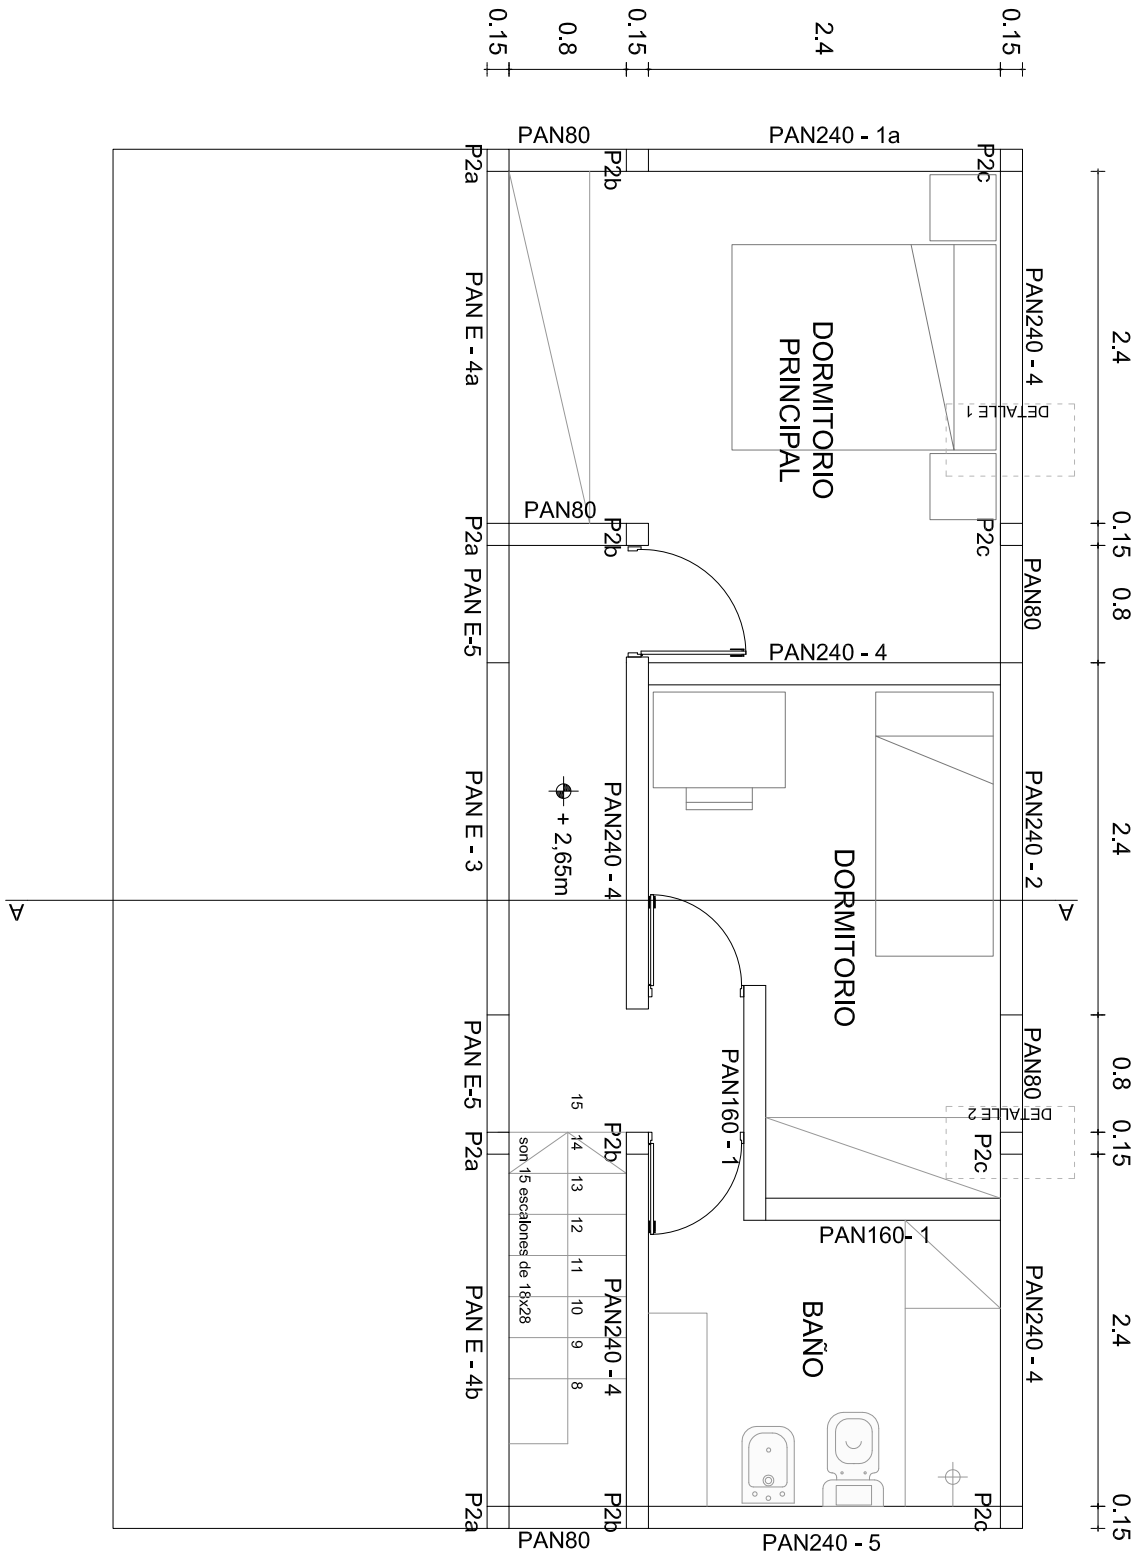 0.15
0.8
0.15
2.4
0.15
PAN80
PAN240 - 1a
P2a
P2b
P2c
PAN E - 4a
DORMITORIO
PRINCIPAL
PAN240 - 4
2.4
DETALLE 1
PAN80
P2a
P2b
P2c
0.15
PAN E-5
PAN80
0.8
PAN240 - 4
PAN E - 3
+ 2,65m
PAN240 - 4
DORMITORIO
PAN240 - 2
2.4
A
A
PAN E-5
15
PAN160 - 1
PAN80
0.8
DETALLE 2
P2a
14
P2b
P2c
0.15
son 15 escalones de 18x28
13
12
11
10
9
8
PAN160- 1
PAN E - 4b
PAN240 - 4
BAÑO
PAN240 - 4
2.4
P2a
P2b
P2c
0.15
PAN80
PAN240 - 5